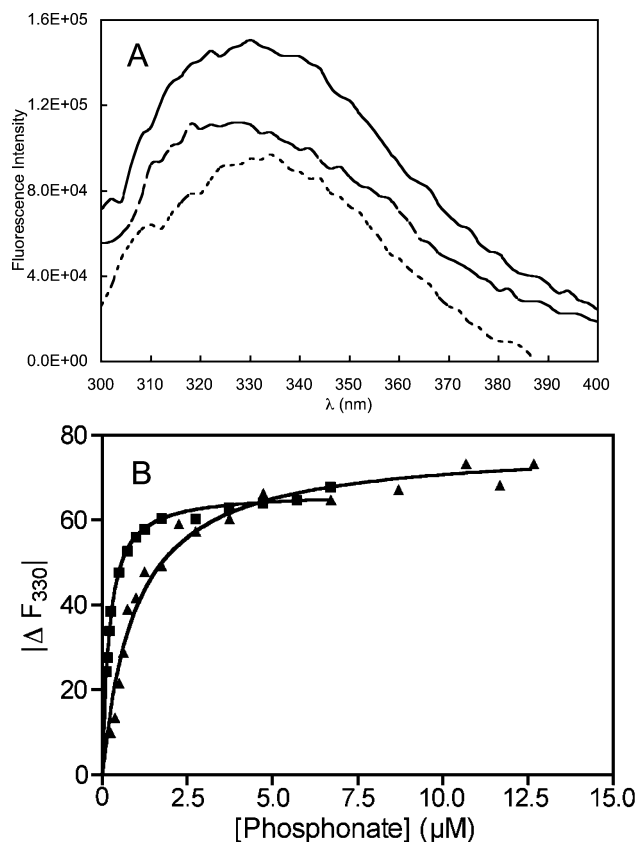 1.6E+05
A
1.2E+05
8.0E+04
4.0E+04
0.0E+00
Fluorescence Intensity
300 310 320 330 340 350 360 370 380 390 400
λ (nm)
80
B
60
40
20
0
|Δ F330|
0 2.5 5.0 7.5 10.0 12.5 15.0
[Phosphonate] (μM)